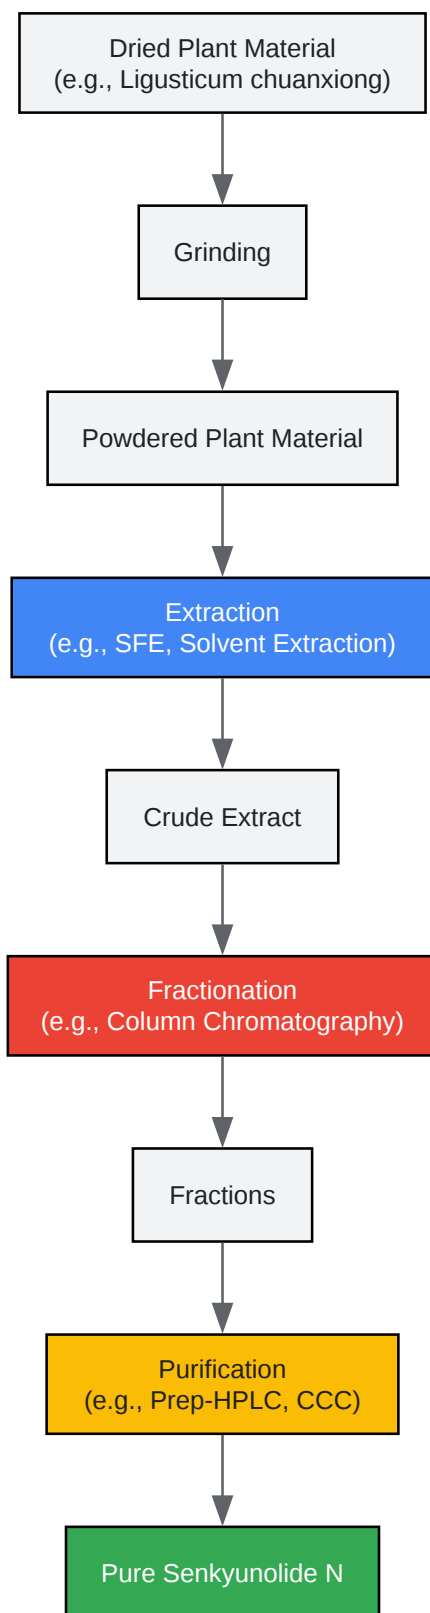 Dried Plant Material
(e.g., Ligusticum chuanxiong)
Grinding
Powdered Plant Material
Extraction
(e.g., SFE, Solvent Extraction)
Crude Extract
Fractionation
(e.g., Column Chromatography)
Fractions
Purification
(e.g., Prep-HPLC, CCC)
Pure Senkyunolide N